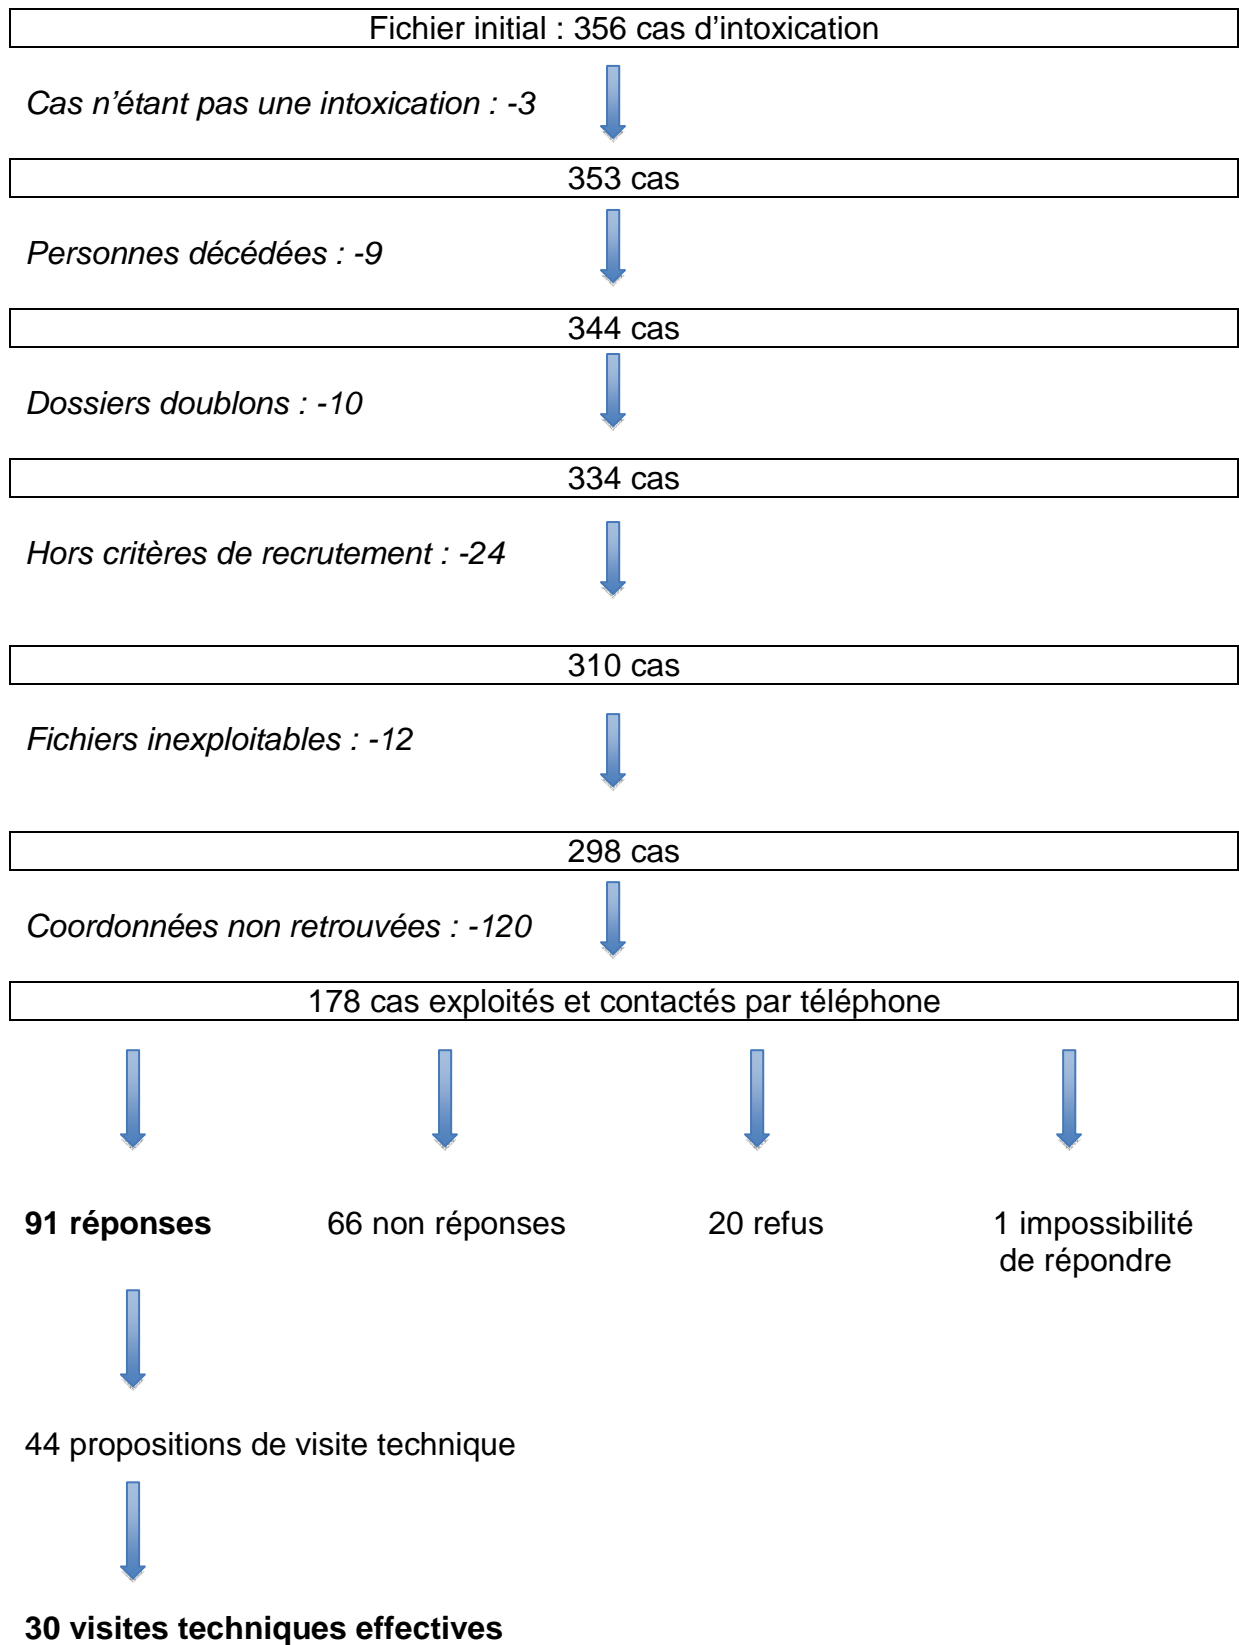 Fichier initial : 356 cas d’intoxication
Cas n’étant pas une intoxication : -3
353 cas
Personnes décédées : -9
344 cas
Dossiers doublons : -10
334 cas
Hors critères de recrutement : -24
310 cas
Fichiers inexploitables : -12
298 cas
Coordonnées non retrouvées : -120
178 cas exploités et contactés par téléphone
91 réponses
66 non réponses
20 refus
1 impossibilité
de répondre
44 propositions de visite technique
30 visites techniques effectives